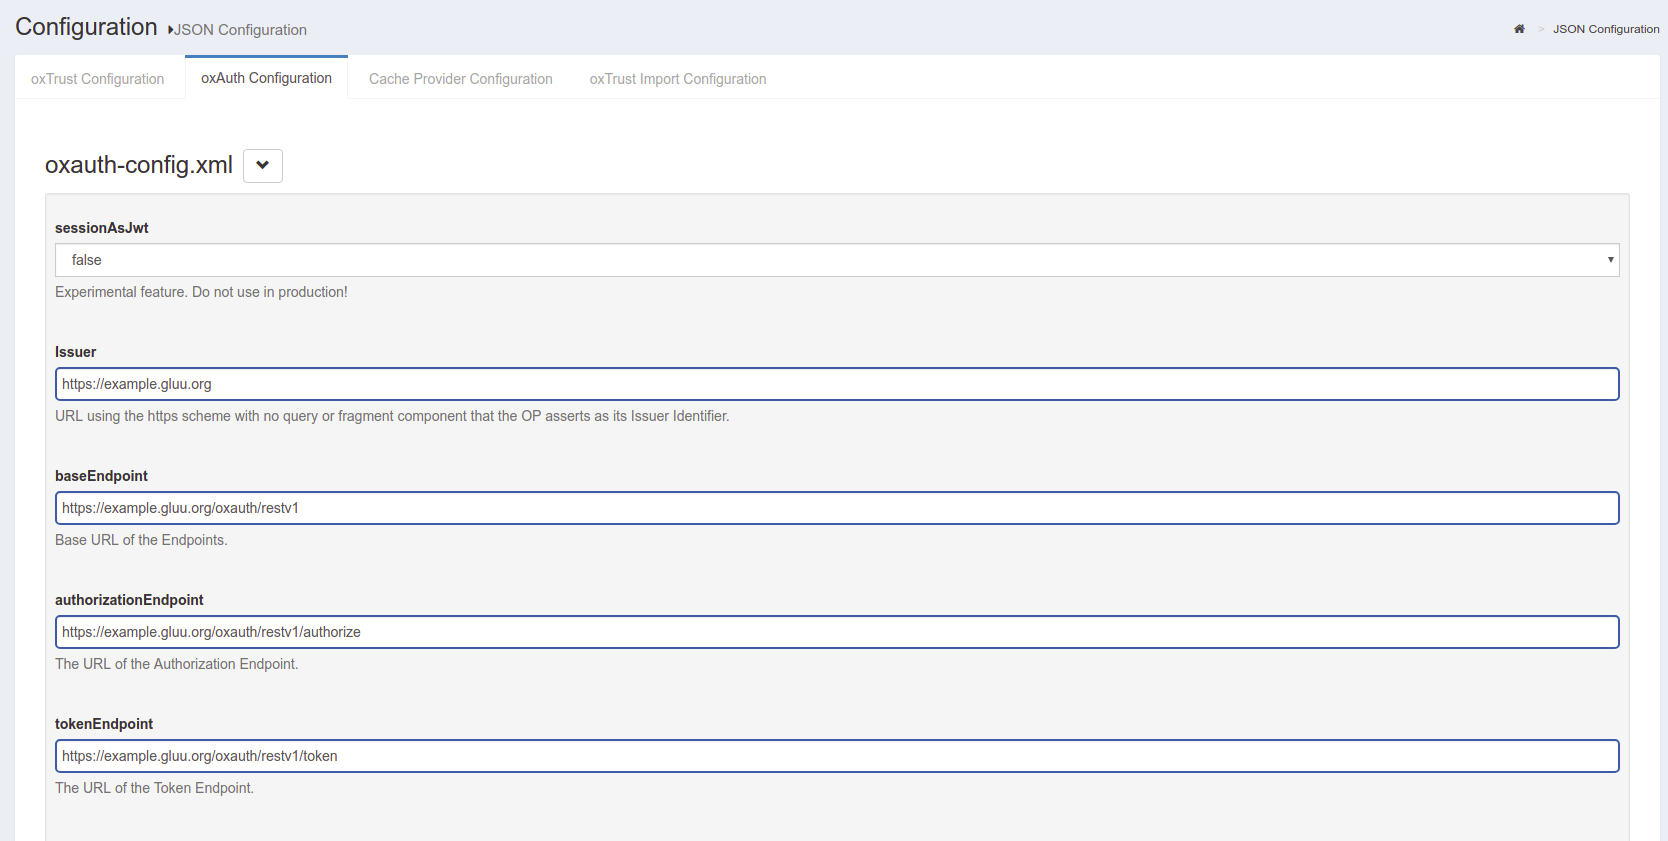 Configuration JSON Configuration
> JSON Configuration
oxTrust Configuration oxAuth Configuration Cache Provider Configuration oxTrust Import Configuration
oxauth-config.xml
sessionAsJwt
false
Experimental feature. Do not use in production!
Issuer
https://example.gluu.org
URL using the https scheme with no query or fragment component that the OP asserts as its Issuer Identifier.
baseEndpoint
https://example.gluu.org/oxauth/restv1
Base URL of the Endpoints.
authorizationEndpoint
https://example.gluu.org/oxauth/restv1/authorize
The URL of the Authorization Endpoint.
tokenEndpoint
https://example.gluu.org/oxauth/restv1/token
The URL of the Token Endpoint.